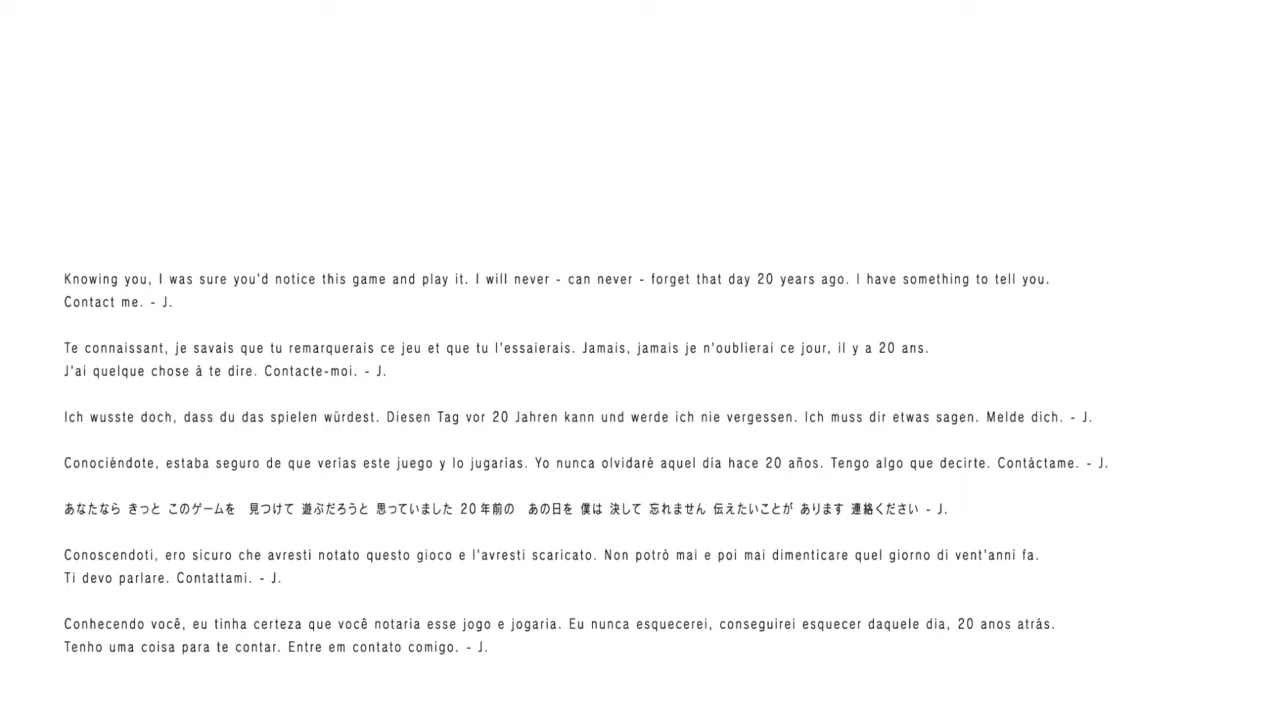 Knowing you, I was sure you'd notice this game and play it. I will never - can never - forget that day 20 years ago. I have something to tell you.
Contact me. - J.
Te connaissant, je savais que tu remarquerais ce jeu et que tu l'essaierais. Jamais, jamais je n'oublierai ce jour, il y a 20 ans.
J'ai quelque chose à te dire. Contacte-moi. - J.
Ich wusste doch, dass du das spielen würdest. Diesen Tag vor 20 Jahren kann und werde ich nie vergessen. Ich muss dir etwas sagen. Melde dich. - J.
Conociéndote, estaba seguro de que verías este juego y lo jugarías. Yo nunca olvidaré aquel día hace 20 años. Tengo algo que decirte. Contáctame. - J.
あなたなら きっと このゲームを　見つけて 遊ぶだろうと 思っていました 20年前の　あの日を 僕は 決して 忘れません 伝えたいことが あります 連絡ください - J.
Conoscendoti, ero sicuro che avresti notato questo gioco e l'avresti scaricato. Non potrò mai e poi mai dimenticare quel giorno di vent'anni fa.
Ti devo parlare. Contattami. - J.
Conhecendo você, eu tinha certeza que você notaria esse jogo e jogaria. Eu nunca esquecerei, conseguirei esquecer daquele dia, 20 anos atrás.
Tenho uma coisa para te contar. Entre em contato comigo. - J.